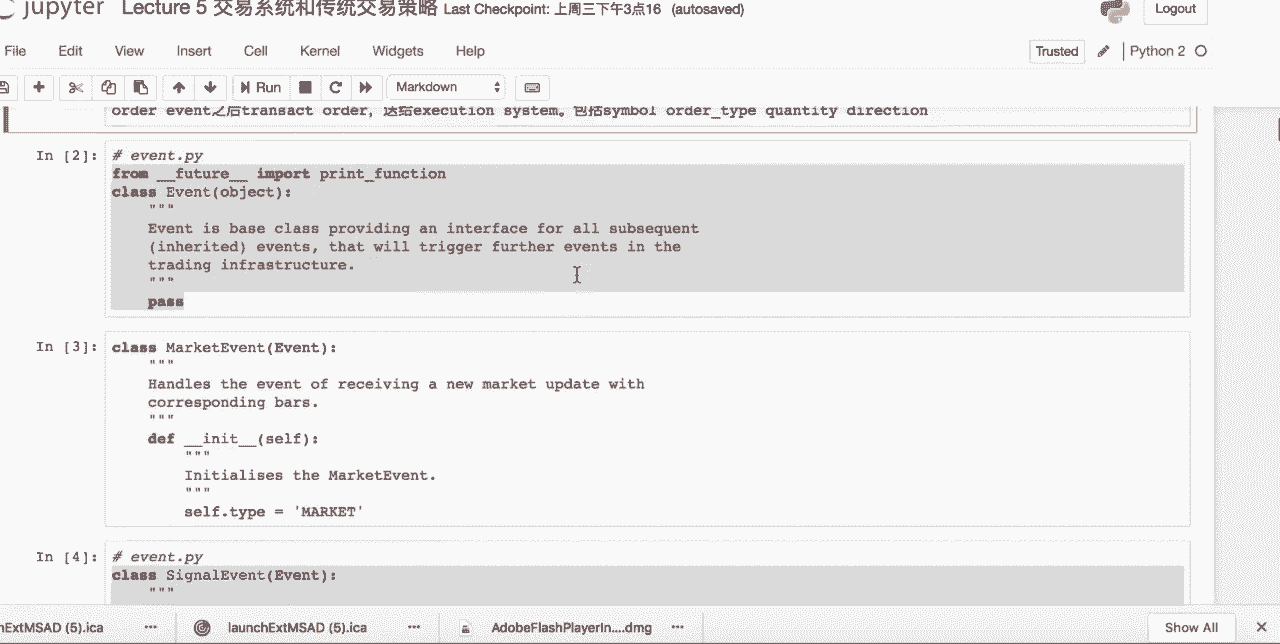 jupyter Lecture 5 交易系统和传统交易策略 Last Checkpoint: 上周三下午3点16 (autosaved)
Logout
File Edit View Insert Cell Kernel Widgets Help
Trusted Python 2
Run Markdown
order event之后transact order，送给execution system。包括symbol order_type quantity direction
In [2]: # event.py
from __future__ import print_function
class Event(object):
"""
Event is base class providing an interface for all subsequent
(inherited) events, that will trigger further events in the
trading infrastructure.
"""
pass
In [3]: class MarketEvent(Event):
"""
Handles the event of receiving a new market update with
corresponding bars.
"""
def __init__(self):
"""
Initialises the MarketEvent.
"""
self.type = 'MARKET'
In [4]: # event.py
class SignalEvent(Event):
"""
hExtMSAD (5).ica launchExtMSAD (5).ica AdobeFlashPlayerIn....dmg Show All